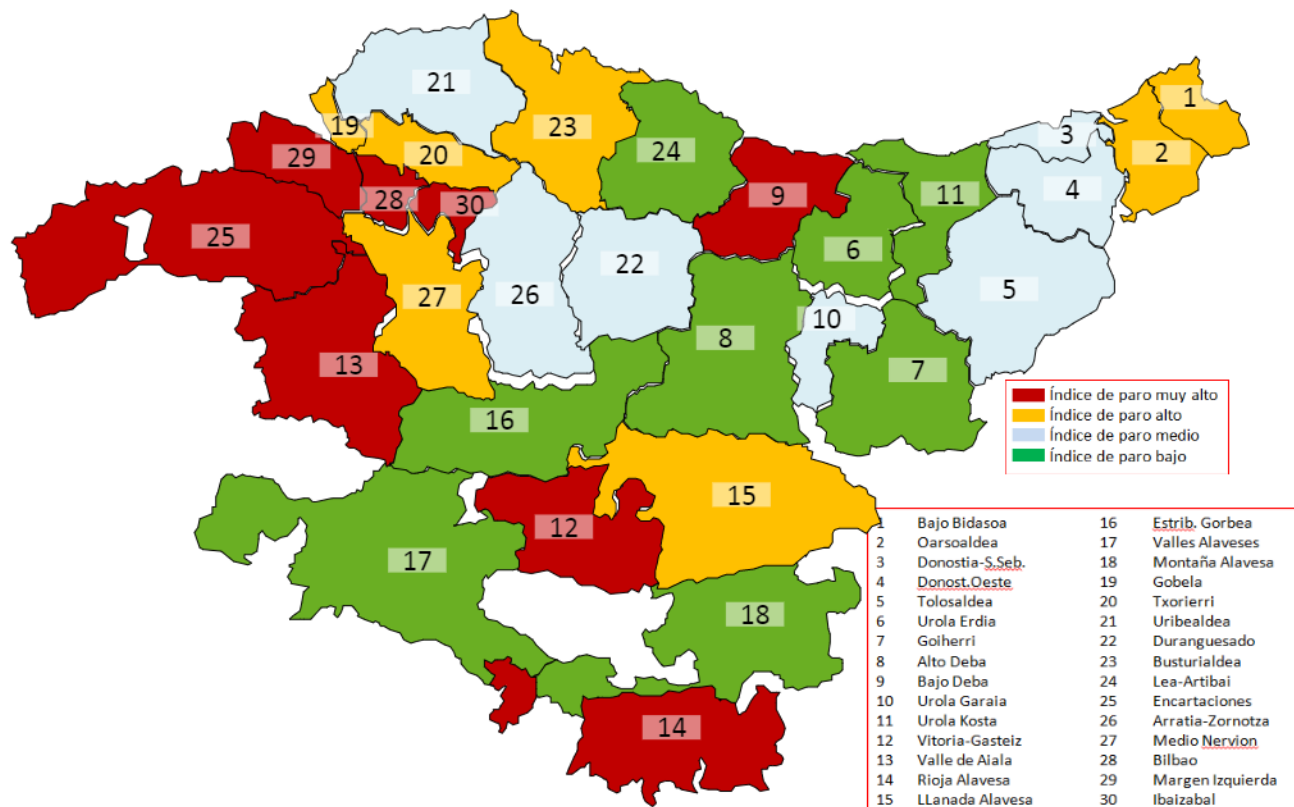 21
1
19
23
3
20
2
29
24
4
28
30
9
11
25
6
22
5
26
27
10
8
13
7
16
Índice de paro muy alto
Índice de paro alto
Índice de paro medio
Índice de paro bajo
15
12
17
18
14
1 Bajo Bidasoa 16 Estrib. Gorbea
2 Oarsoaldea 17 Valles Alaveses
3 Donostia-S.Seb. 18 Montaña Alavesa
4 Donost.Oeste 19 Gobela
5 Tolosaldea 20 Txorierri
6 Urola Erdia 21 Uribealdea
7 Goiherri 22 Duranguesado
8 Alto Deba 23 Busturialdea
9 Bajo Deba 24 Lea-Artibai
10 Urola Garaia 25 Encartaciones
11 Urola Kosta 26 Arratia-Zornotza
12 Vitoria-Gasteiz 27 Medio Nervion
13 Valle de Aiala 28 Bilbao
14 Rioja Alavesa 29 Margen Izquierda
15 LLanada Alavesa 30 Ibaizabal